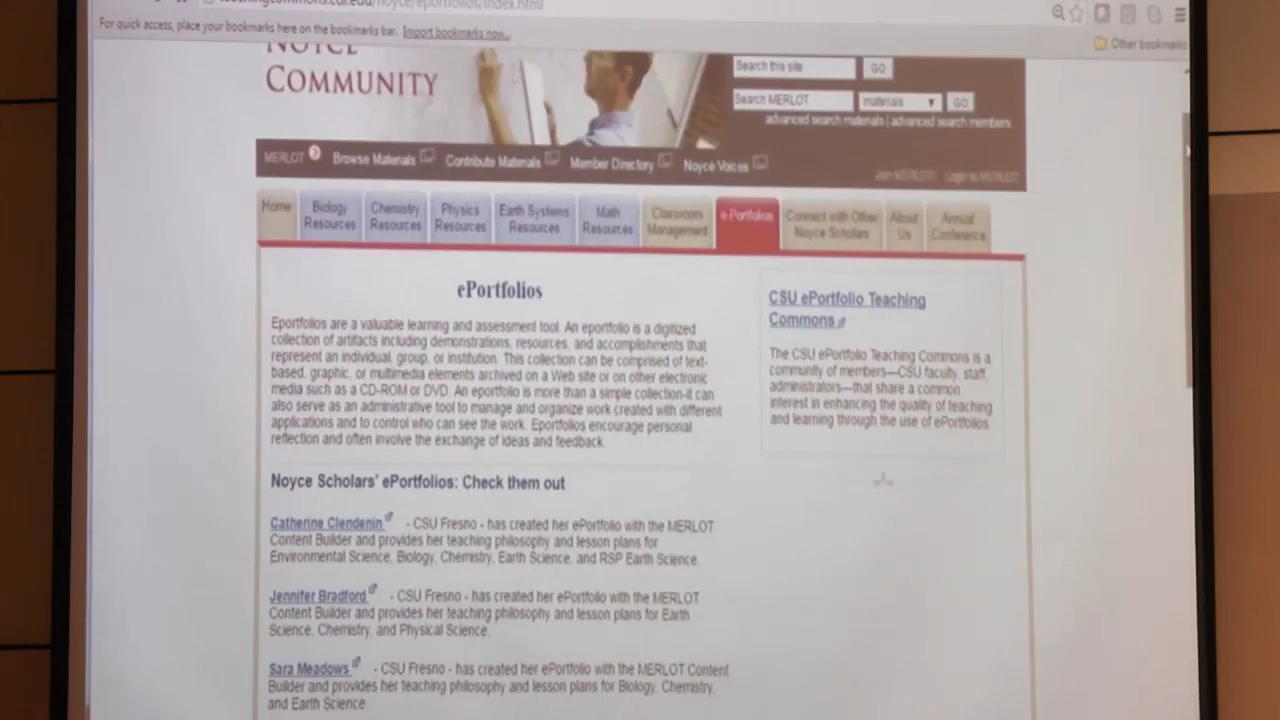 For quick access, place your bookmarks here on the bookmarks bar. Import bookmarks now...
Other bookmarks
NOYCE
COMMUNITY
Search this site
GO
Search MERLOT
materials
GO
advanced search materials | advanced search members
MERLOT
Browse Materials
Contribute Materials
Member Directory
Noyce Voices
Join MERLOT!
Login to MERLOT
Home
Biology
Resources
Chemistry
Resources
Physics
Resources
Earth Systems
Resources
Math
Resources
Classroom
Management
e-Portfolios
Connect with Other
Noyce Scholars
About
Us
Annual
Conference
ePortfolios
Eportfolios are a valuable learning and assessment tool. An eportfolio is a digitized
collection of artifacts including demonstrations, resources, and accomplishments that
represent an individual, group, or institution. This collection can be comprised of text-
based, graphic, or multimedia elements archived on a Web site or on other electronic
media such as a CD-ROM or DVD. An eportfolio is more than a simple collection-it can
also serve as an administrative tool to manage and organize work created with different
applications and to control who can see the work. Eportfolios encourage personal
reflection and often involve the exchange of ideas and feedback.
CSU ePortfolio Teaching
Commons
The CSU ePortfolio Teaching Commons is a
community of members—CSU faculty, staff,
administrators—that share a common
interest in enhancing the quality of teaching
and learning through the use of ePortfolios.
Noyce Scholars' ePortfolios: Check them out
Catherine Clendenin - CSU Fresno - has created her ePortfolio with the MERLOT
Content Builder and provides her teaching philosophy and lesson plans for
Environmental Science, Biology, Chemistry, Earth Science, and RSP Earth Science.
Jennifer Bradford - CSU Fresno - has created her ePortfolio with the MERLOT
Content Builder and provides her teaching philosophy and lesson plans for Earth
Science, Chemistry, and Physical Science.
Sara Meadows - CSU Fresno - has created her ePortfolio with the MERLOT Content
Builder and provides her teaching philosophy and lesson plans for Biology, Chemistry,
and Earth Science